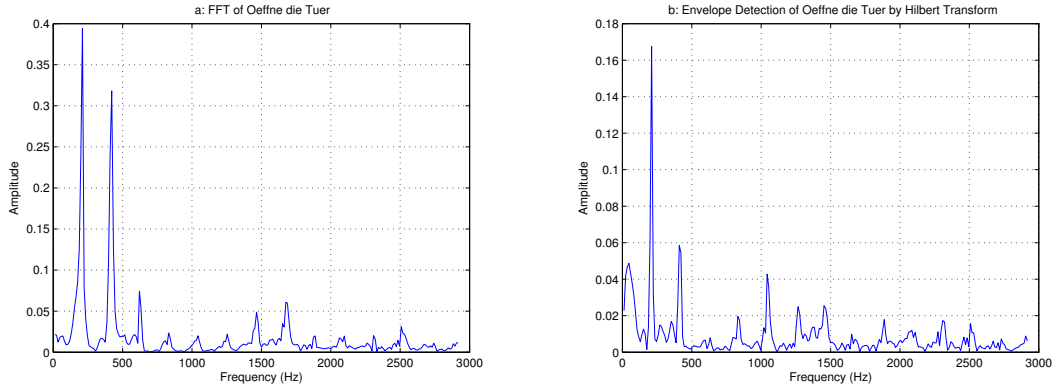 a: FFT of Oeffne die Tuer
0.4
0.35
0.3
0.25
0.2
0.15
0.1
0.05
0
Amplitude
0 500 1000 1500 2000 2500 3000
Frequency (Hz)
b: Envelope Detection of Oeffne die Tuer by Hilbert Transform
0.18
0.16
0.14
0.12
0.1
0.08
0.06
0.04
0.02
0
Amplitude
0 500 1000 1500 2000 2500 3000
Frequency (Hz)